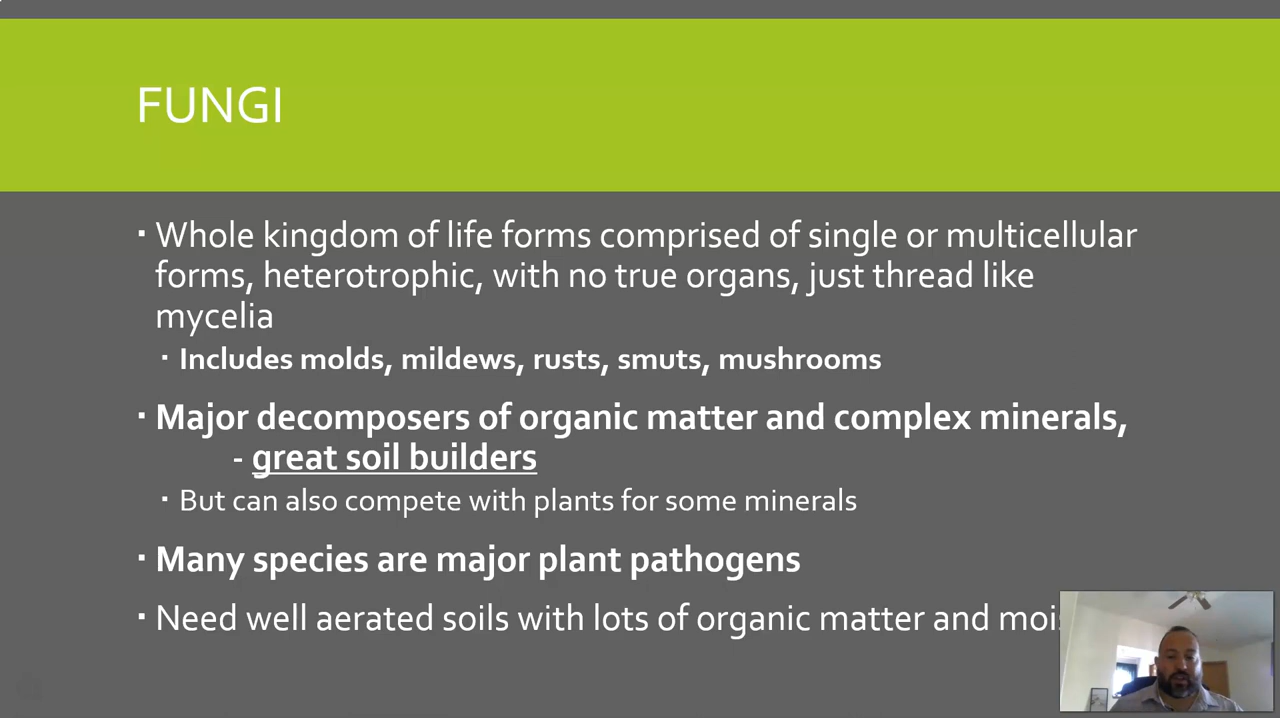 FUNGI
▪ Whole kingdom of life forms comprised of single or multicellular
forms, heterotrophic, with no true organs, just thread like
mycelia
▪ Includes molds, mildews, rusts, smuts, mushrooms
▪ Major decomposers of organic matter and complex minerals,
- great soil builders
▪ But can also compete with plants for some minerals
▪ Many species are major plant pathogens
▪ Need well aerated soils with lots of organic matter and